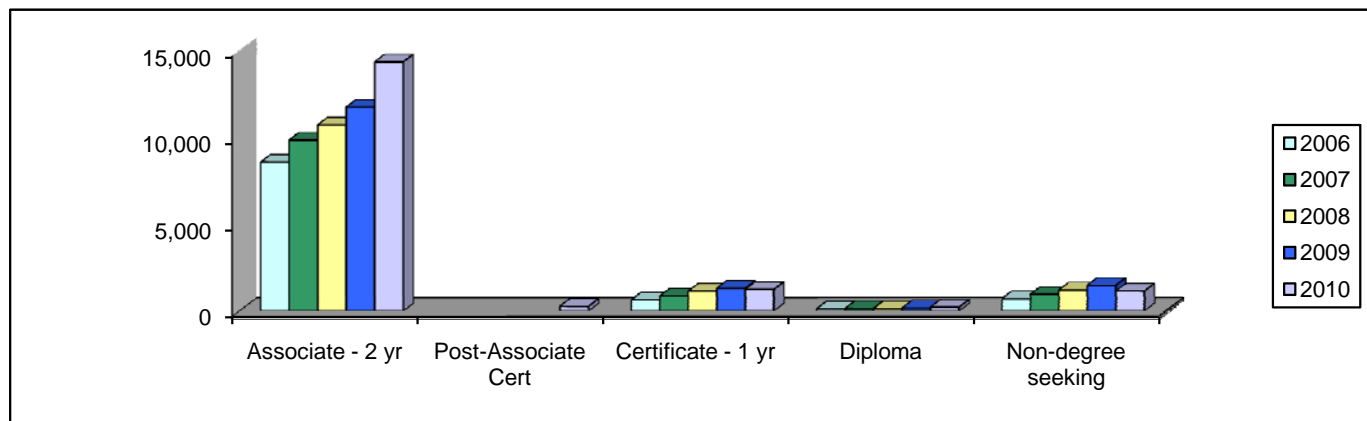 15,000
10,000
5,000
0
Associate - 2 yr
Post-Associate
Cert
Certificate - 1 yr
Diploma
Non-degree
seeking
2006
2007
2008
2009
2010